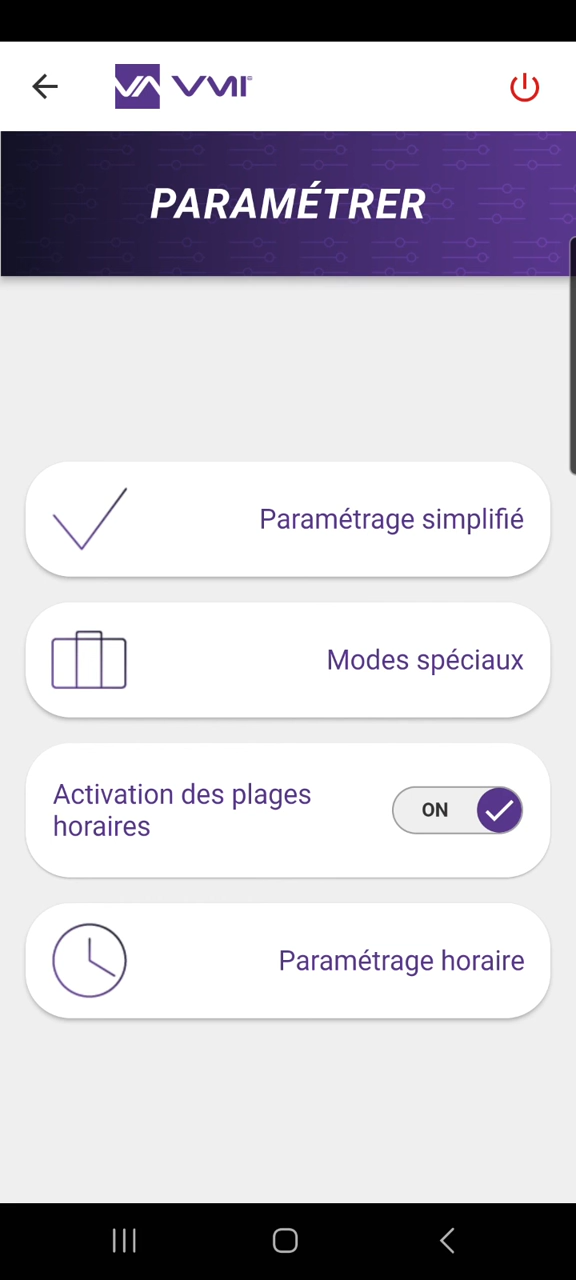 VMI®
PARAMÉTRER
Paramétrage simplifié
Modes spéciaux
Activation des plages
horaires
ON
Paramétrage horaire